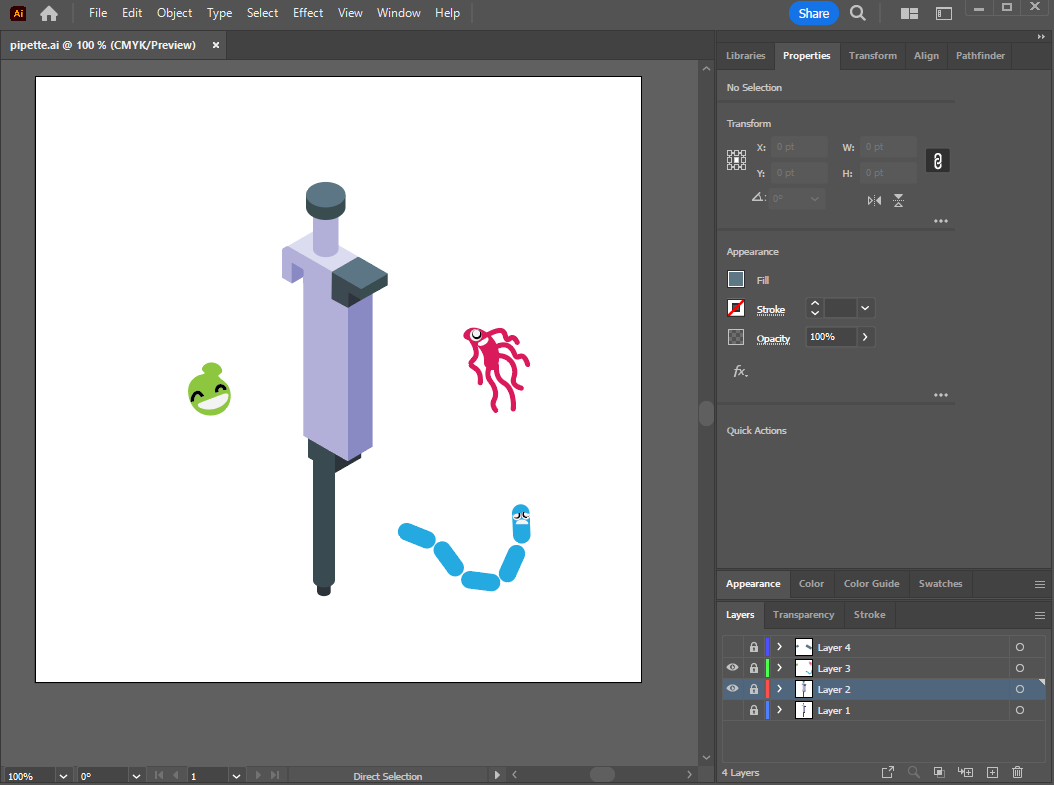 Ai File Edit Object Type Select Effect View Window Help Share
pipette.ai @ 100 % (CMYK/Preview) ×
Libraries Properties Transform Align Pathfinder
No Selection
Transform
X: 0 pt W: 0 pt
Y: 0 pt H: 0 pt
0°
Appearance
Fill
Stroke
Opacity 100%
fx.
Quick Actions
Appearance Color Color Guide Swatches
Layers Transparency Stroke
Layer 4
Layer 3
Layer 2
Layer 1
4 Layers
100% 0° 1 Direct Selection